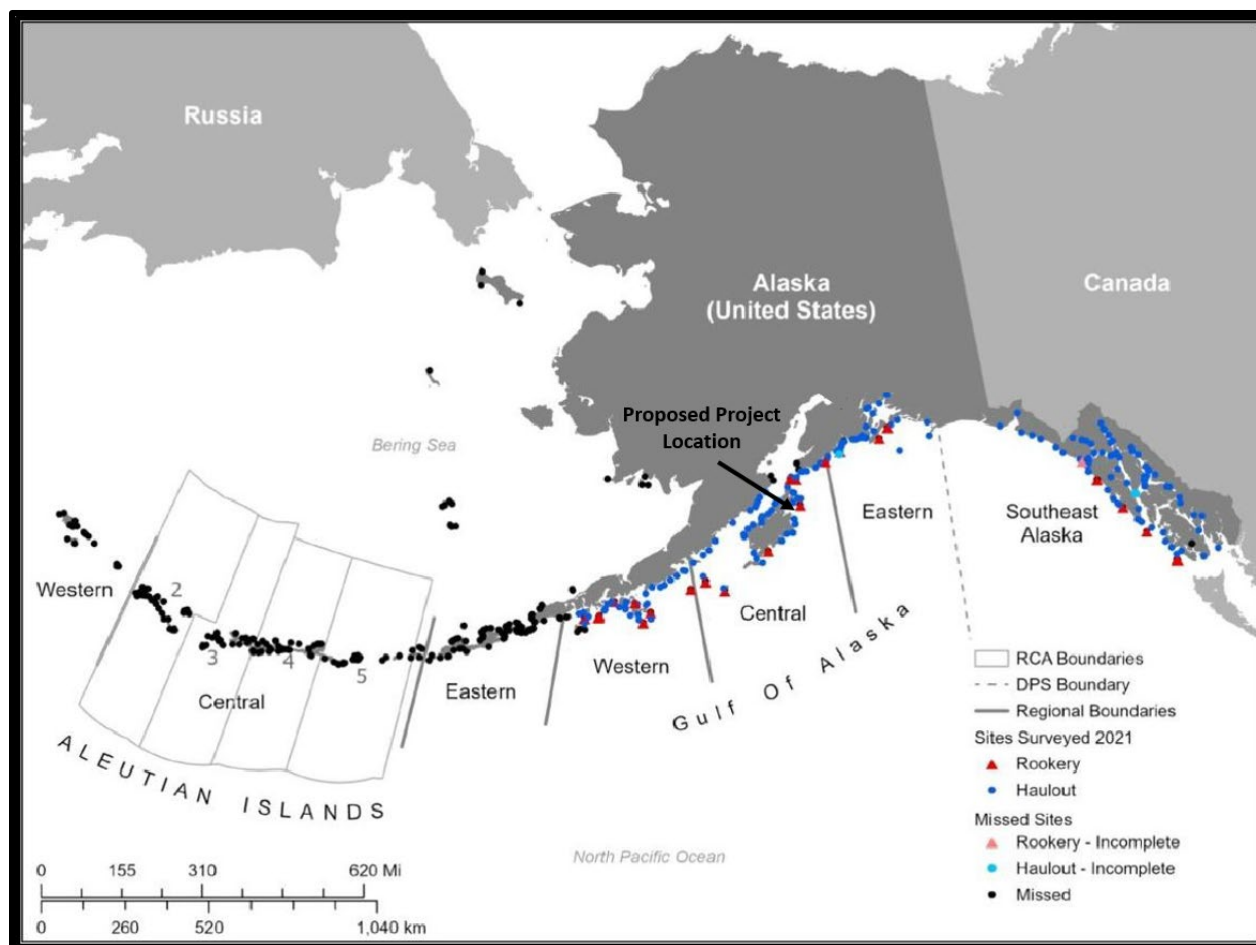 Russia
Alaska
(United States)
Canada
Proposed Project
Location
Bering Sea
Eastern
Southeast
Alaska
Western
2
3
4
5
Central
Eastern
Western
Central
Gulf Of Alaska
ALEUTIAN ISLANDS
North Pacific Ocean
RCA Boundaries
DPS Boundary
Regional Boundaries
Sites Surveyed 2021
Rookery
Haulout
Missed Sites
Rookery - Incomplete
Haulout - Incomplete
Missed
0 155 310 620 Mi
0 260 520 1,040 km